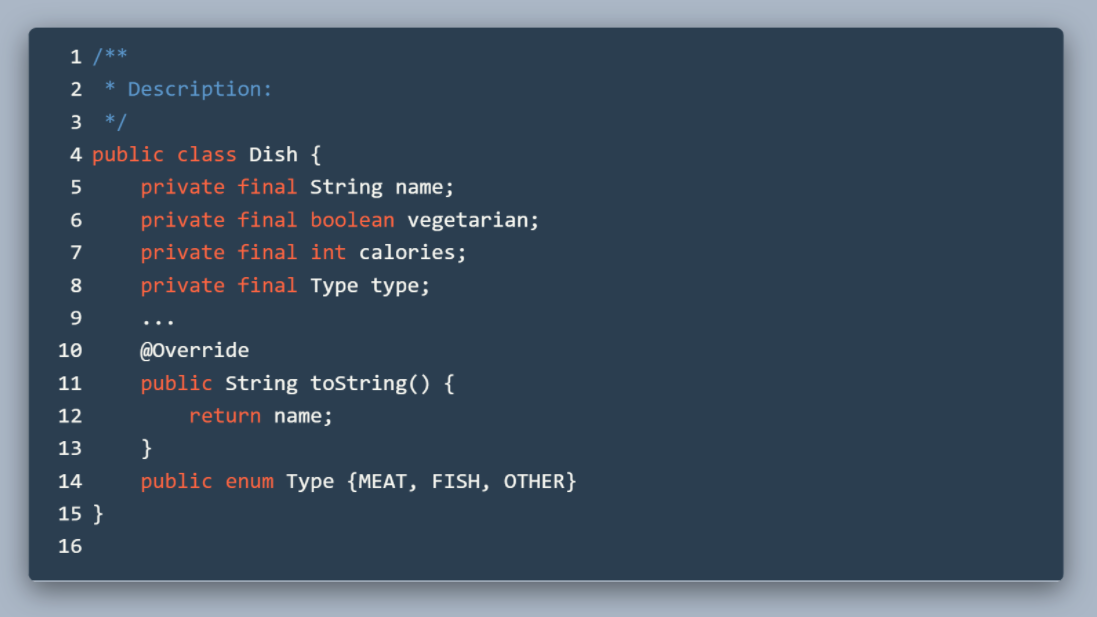 1 /**
2  * Description:
3  */
4 public class Dish {
5     private final String name;
6     private final boolean vegetarian;
7     private final int calories;
8     private final Type type;
9     ...
10     @Override
11     public String toString() {
12         return name;
13     }
14     public enum Type {MEAT, FISH, OTHER}
15 }
16